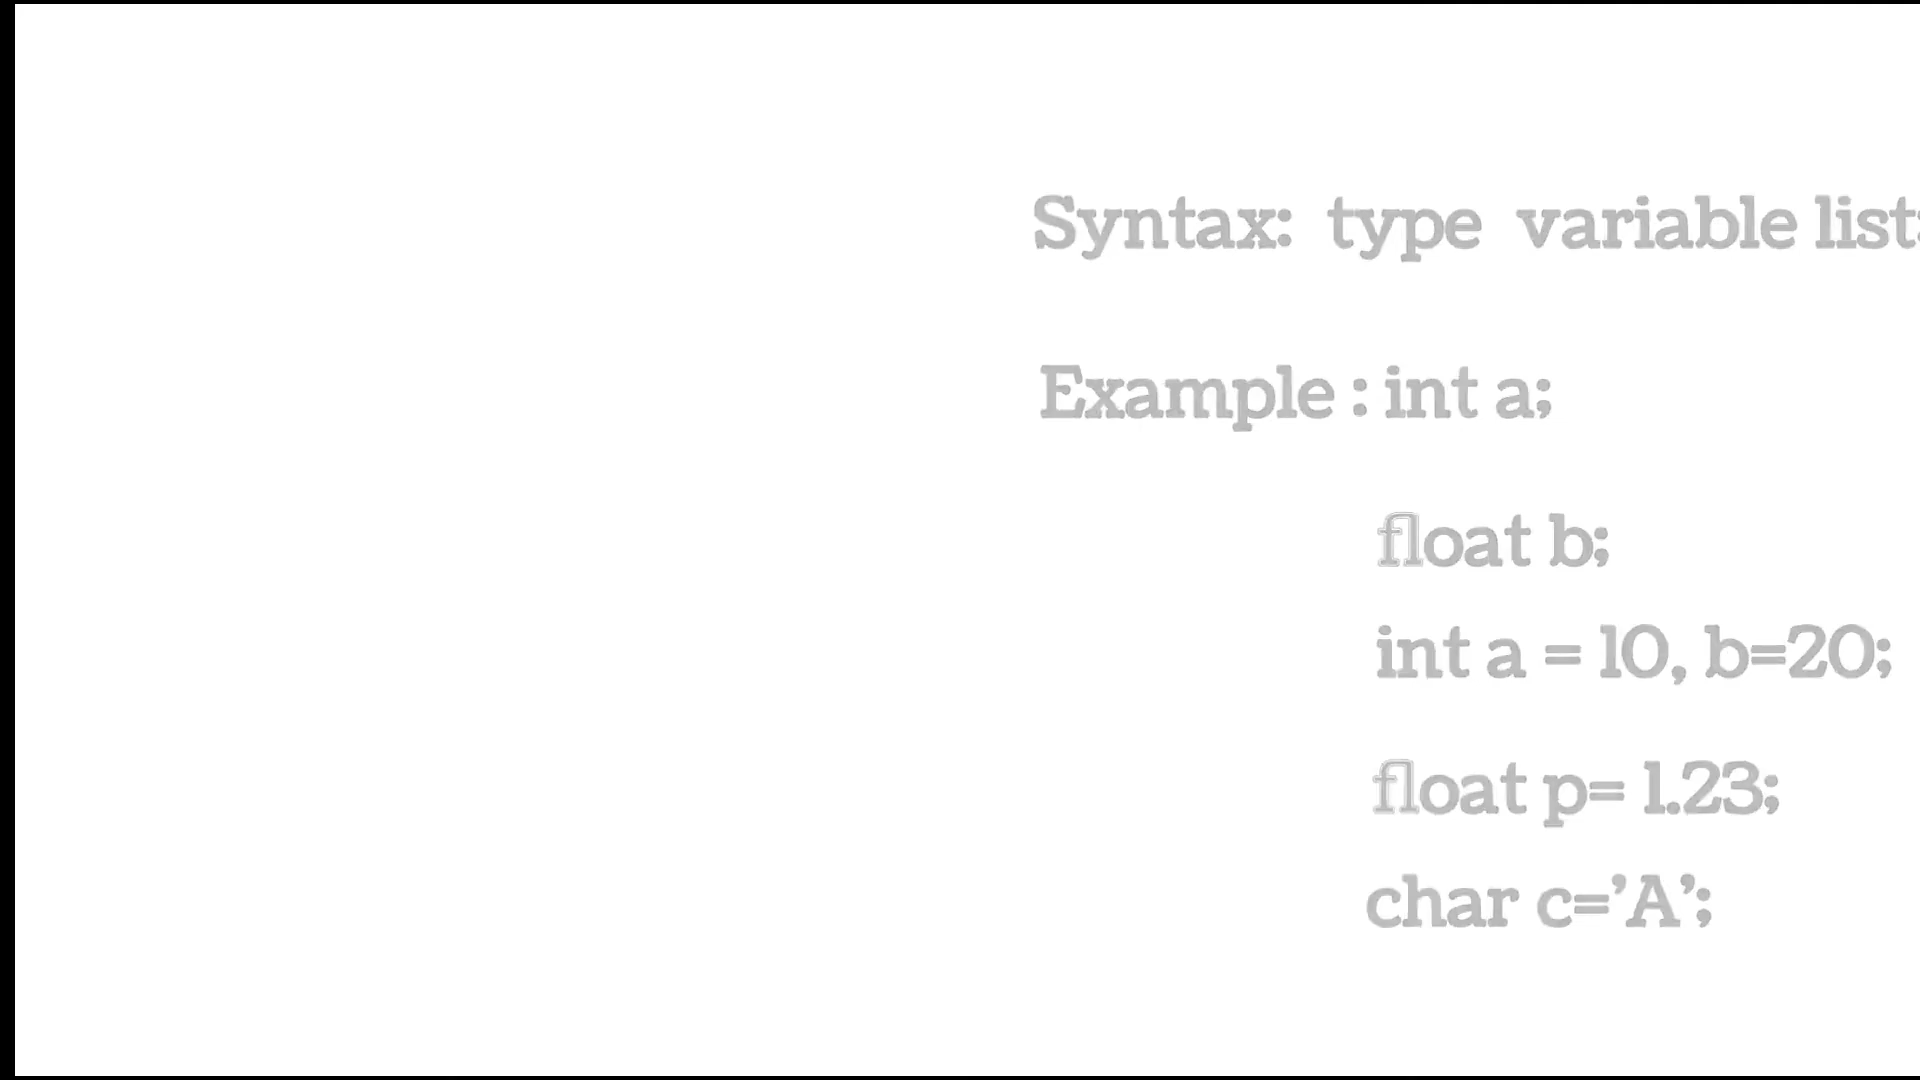 Syntax: type variable list;
Example : int a;
float b;
int a = 10, b=20;
float p= 1.23;
char c=’A’;